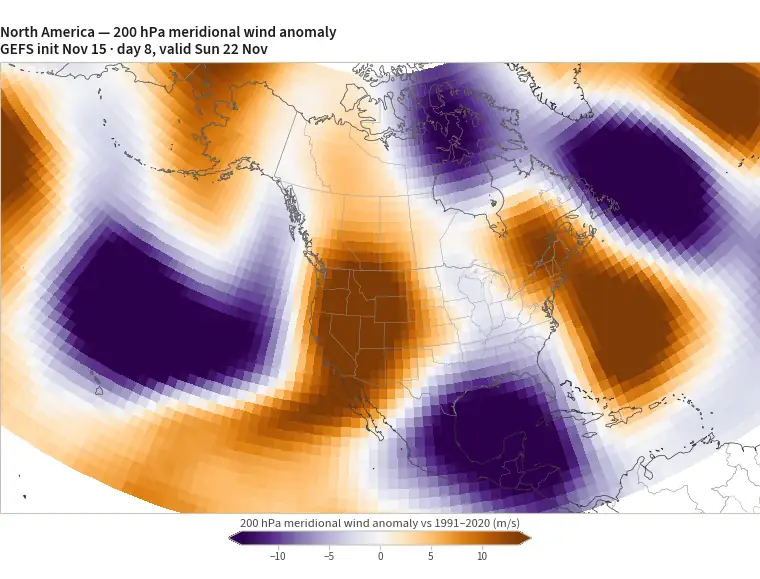 North America — 200 hPa meridional wind anomaly
GEFS init Nov 15 · day 8, valid Sun 22 Nov
200 hPa meridional wind anomaly vs 1991–2020 (m/s)
−10 −5 0 5 10